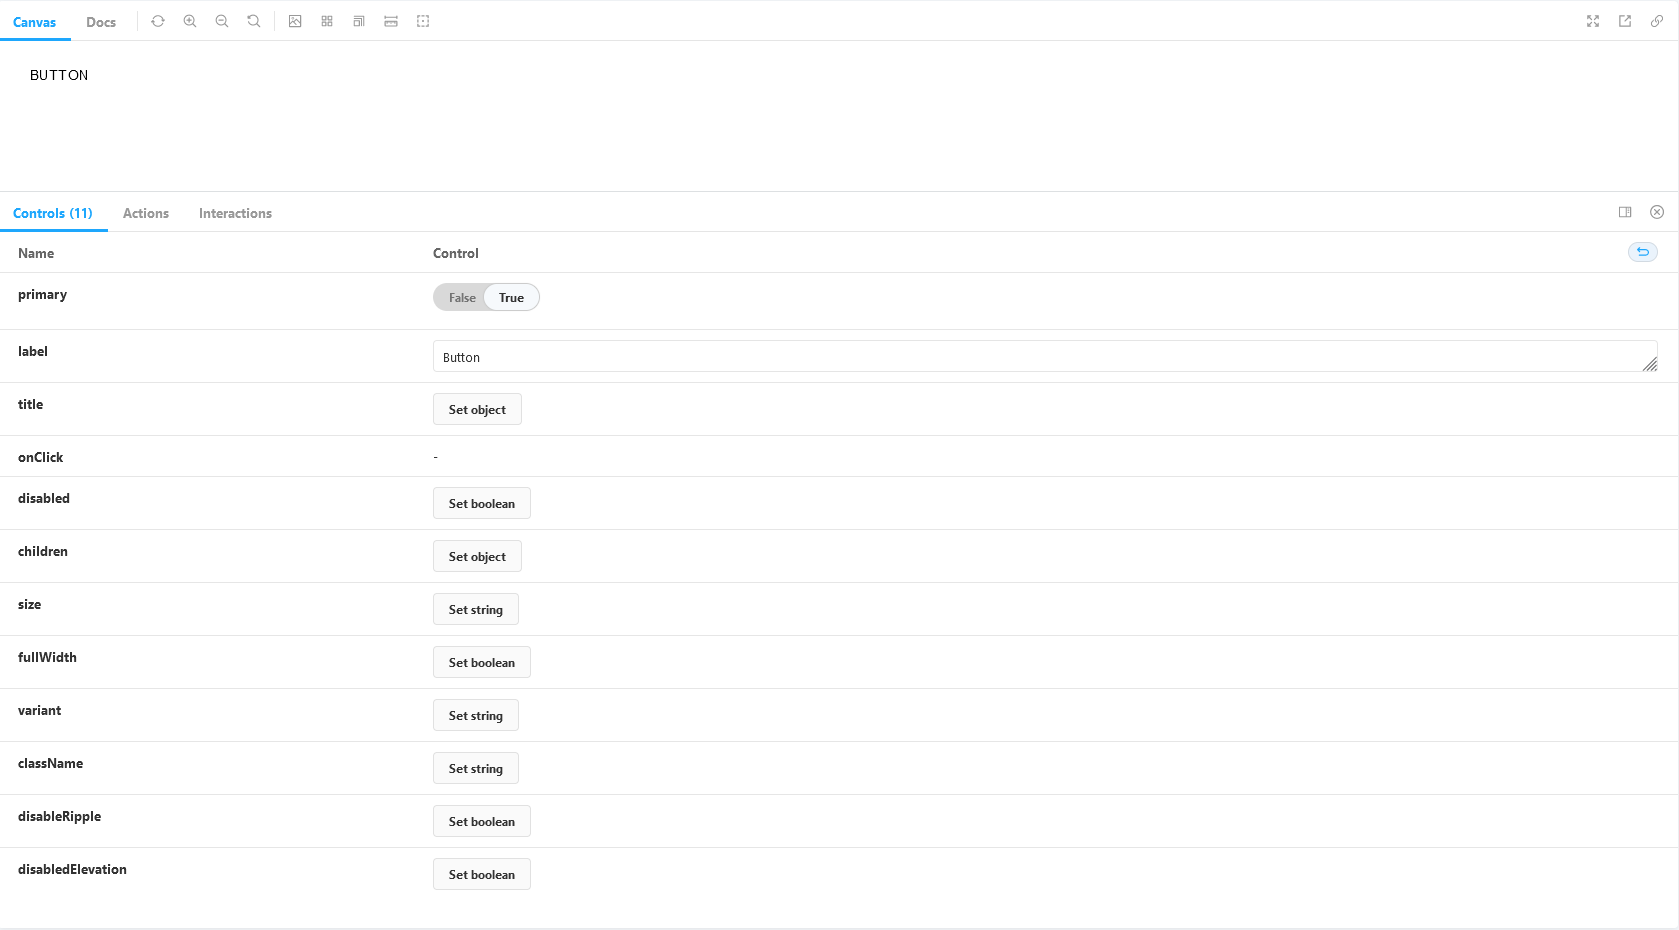 Canvas Docs
BUTTON
Controls (11) Actions Interactions
Name Control
primary False True
label Button
title Set object
onClick -
disabled Set boolean
children Set object
size Set string
fullWidth Set boolean
variant Set string
className Set string
disableRipple Set boolean
disabledElevation Set boolean